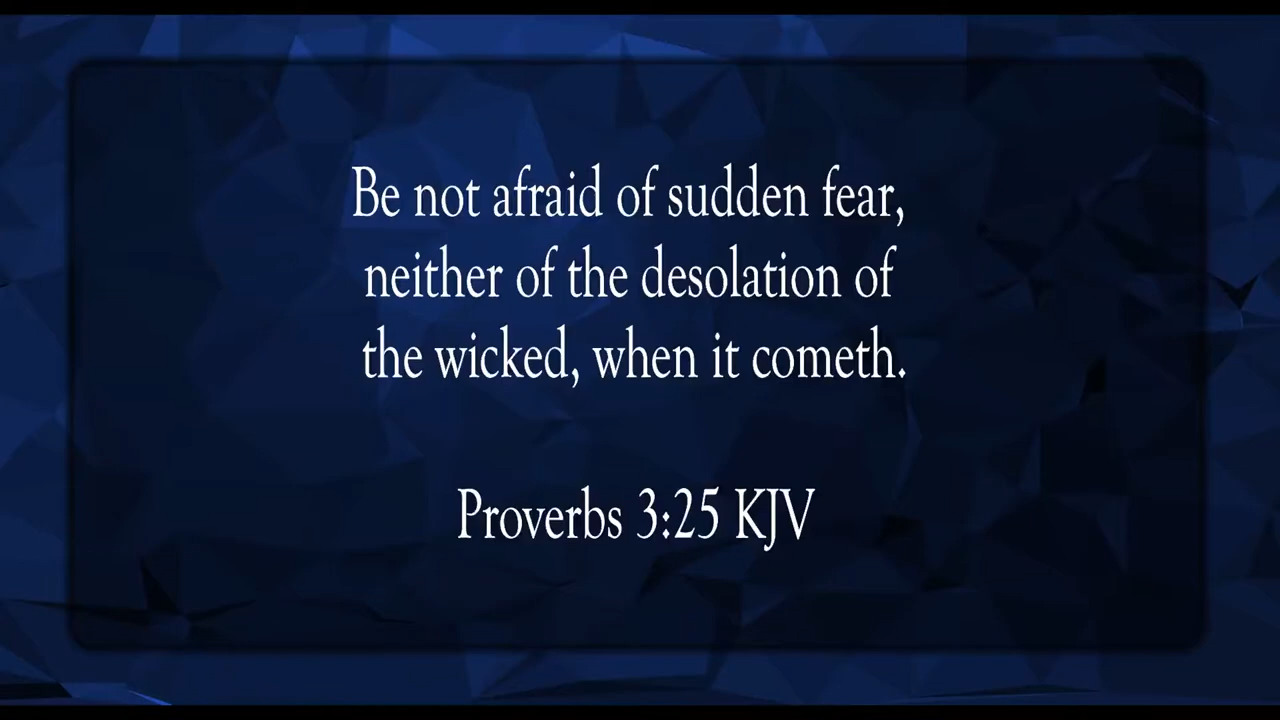 Be not afraid of sudden fear,
neither of the desolation of
the wicked, when it cometh.
Proverbs 3:25 KJV